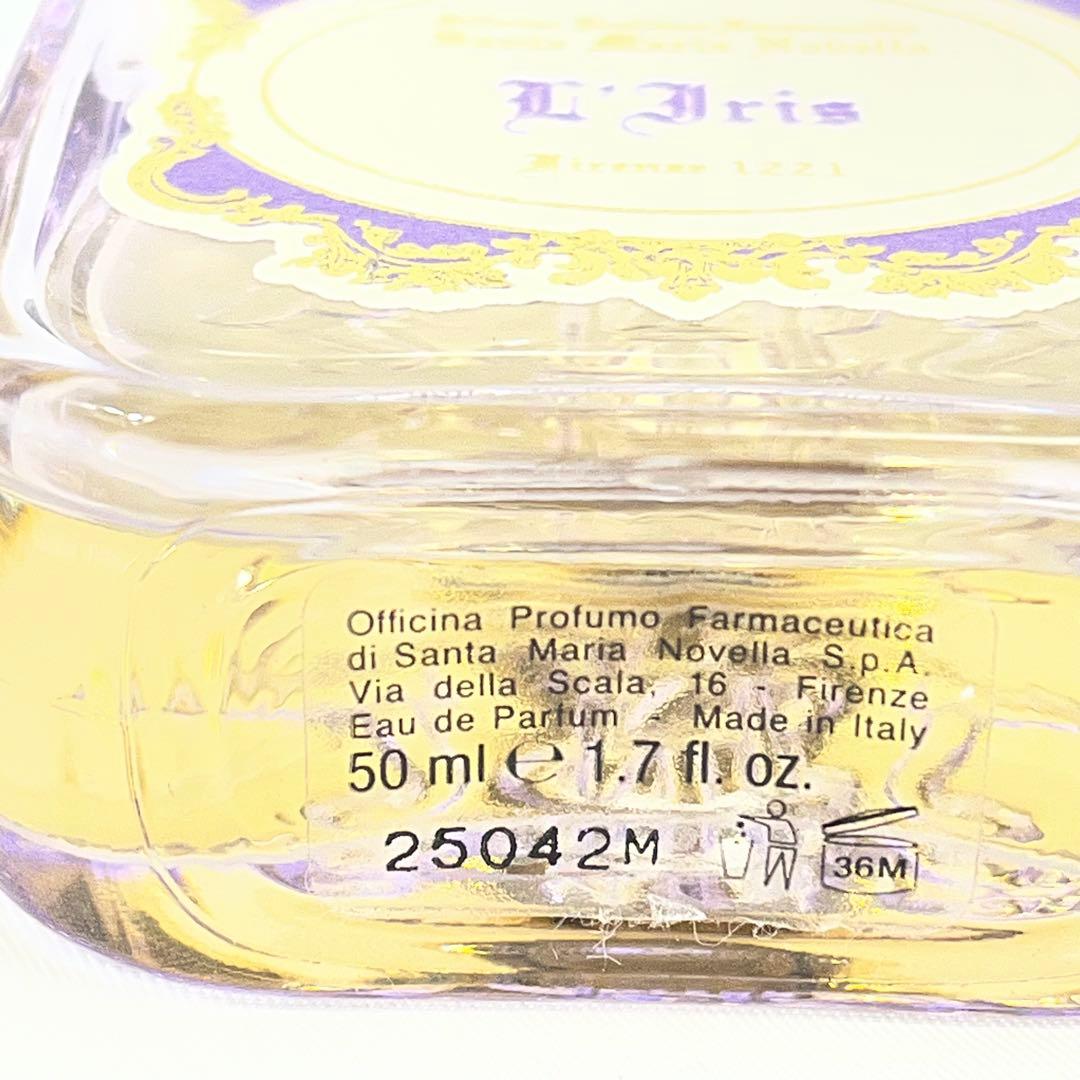 Santa Maria Novella
L'Iris
Firenze 1221
Officina Profumo Farmaceutica
di Santa Maria Novella S.p.A.
Via della Scala, 16 - Firenze
Eau de Parfum - Made in Italy
50 ml ℮ 1.7 fl. oz.
25042M
36M